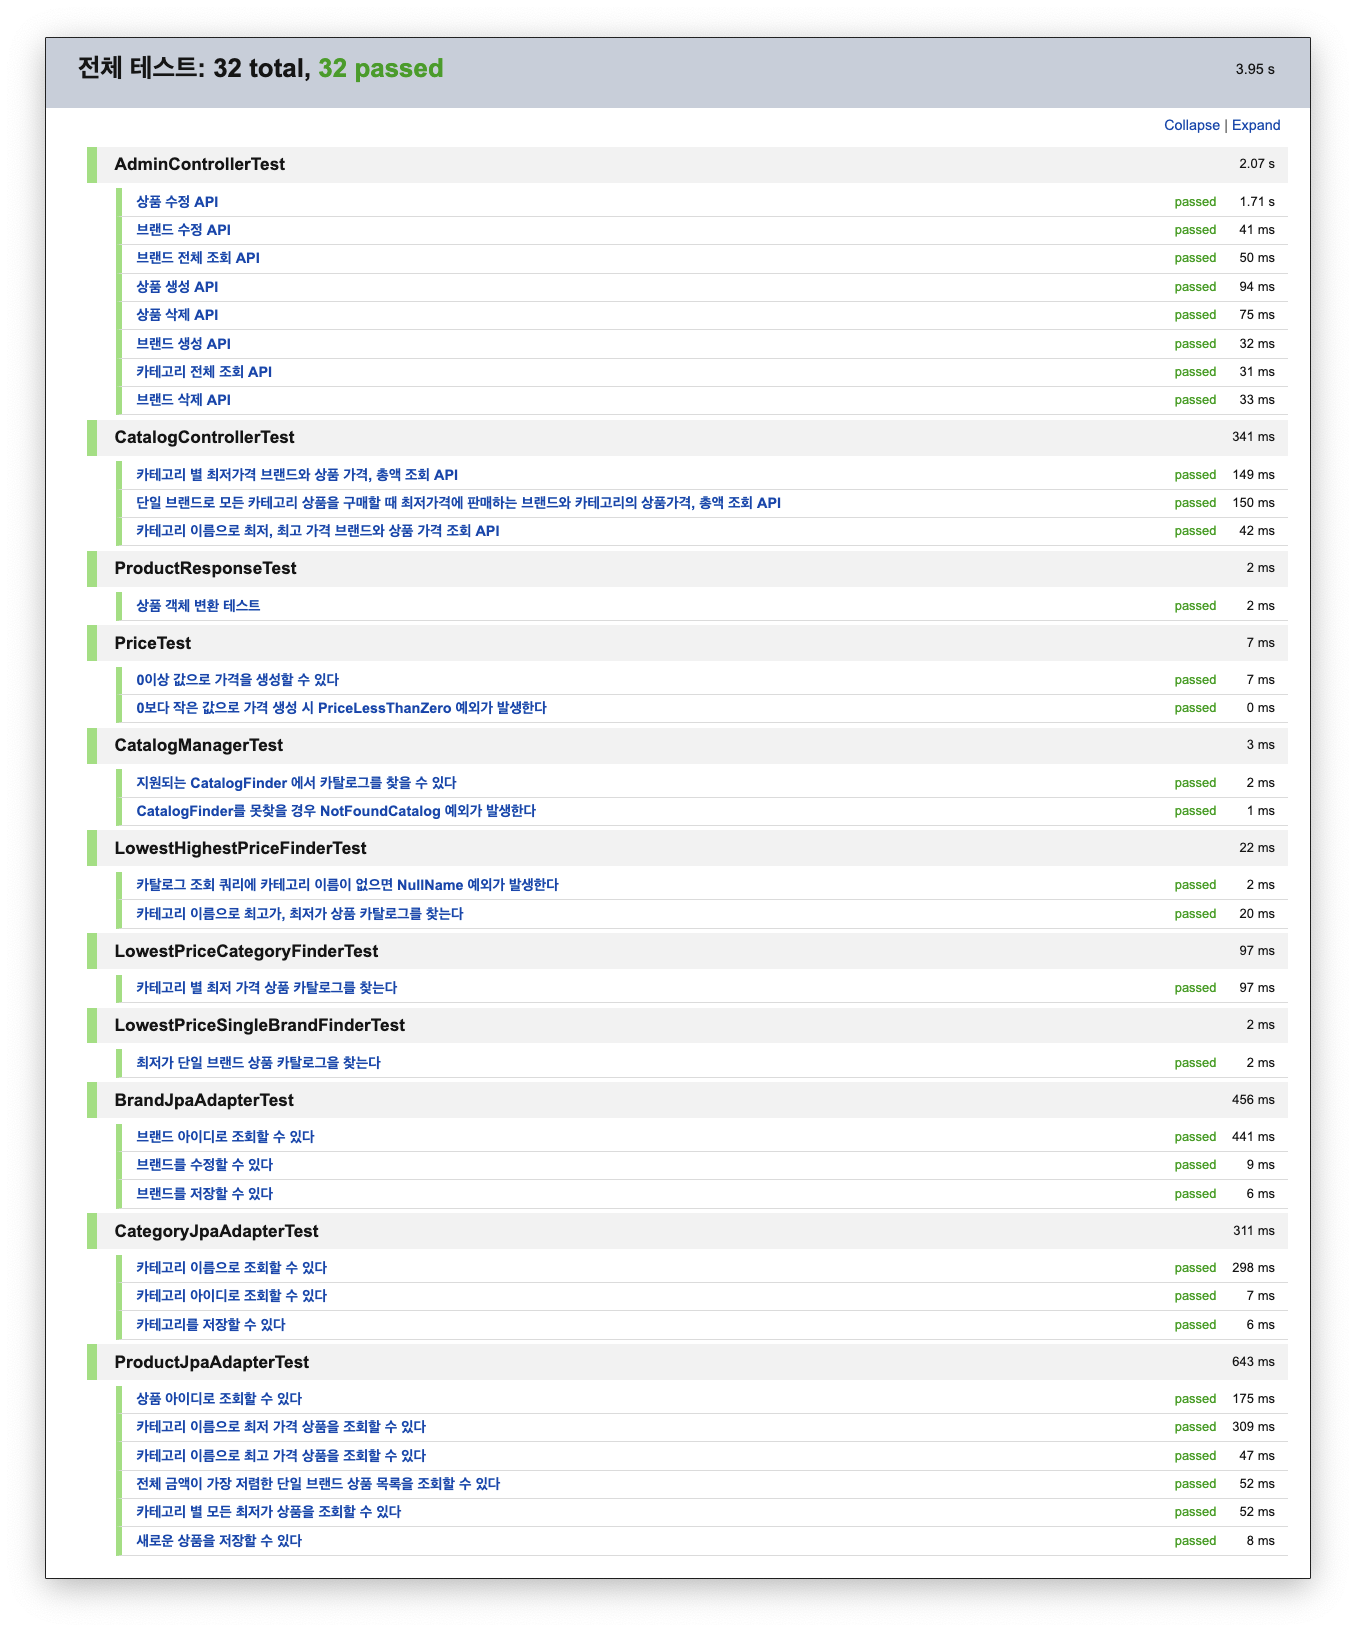 전체 테스트: 32 total, 32 passed 3.95 s
Collapse | Expand
AdminControllerTest 2.07 s
상품 수정 API passed 1.71 s
브랜드 수정 API passed 41 ms
브랜드 전체 조회 API passed 50 ms
상품 생성 API passed 94 ms
상품 삭제 API passed 75 ms
브랜드 생성 API passed 32 ms
카테고리 전체 조회 API passed 31 ms
브랜드 삭제 API passed 33 ms
CatalogControllerTest 341 ms
카테고리 별 최저가격 브랜드와 상품 가격, 총액 조회 API passed 149 ms
단일 브랜드로 모든 카테고리 상품을 구매할 때 최저가격에 판매하는 브랜드와 카테고리의 상품가격, 총액 조회 API passed 150 ms
카테고리 이름으로 최저, 최고 가격 브랜드와 상품 가격 조회 API passed 42 ms
ProductResponseTest 2 ms
상품 객체 변환 테스트 passed 2 ms
PriceTest 7 ms
0이상 값으로 가격을 생성할 수 있다 passed 7 ms
0보다 작은 값으로 가격 생성 시 PriceLessThanZero 예외가 발생한다 passed 0 ms
CatalogManagerTest 3 ms
지원되는 CatalogFinder 에서 카탈로그를 찾을 수 있다 passed 2 ms
CatalogFinder를 못찾을 경우 NotFoundCatalog 예외가 발생한다 passed 1 ms
LowestHighestPriceFinderTest 22 ms
카탈로그 조회 쿼리에 카테고리 이름이 없으면 NullName 예외가 발생한다 passed 2 ms
카테고리 이름으로 최고가, 최저가 상품 카탈로그를 찾는다 passed 20 ms
LowestPriceCategoryFinderTest 97 ms
카테고리 별 최저 가격 상품 카탈로그를 찾는다 passed 97 ms
LowestPriceSingleBrandFinderTest 2 ms
최저가 단일 브랜드 상품 카탈로그을 찾는다 passed 2 ms
BrandJpaAdapterTest 456 ms
브랜드 아이디로 조회할 수 있다 passed 441 ms
브랜드를 수정할 수 있다 passed 9 ms
브랜드를 저장할 수 있다 passed 6 ms
CategoryJpaAdapterTest 311 ms
카테고리 이름으로 조회할 수 있다 passed 298 ms
카테고리 아이디로 조회할 수 있다 passed 7 ms
카테고리를 저장할 수 있다 passed 6 ms
ProductJpaAdapterTest 643 ms
상품 아이디로 조회할 수 있다 passed 175 ms
카테고리 이름으로 최저 가격 상품을 조회할 수 있다 passed 309 ms
카테고리 이름으로 최고 가격 상품을 조회할 수 있다 passed 47 ms
전체 금액이 가장 저렴한 단일 브랜드 상품 목록을 조회할 수 있다 passed 52 ms
카테고리 별 모든 최저가 상품을 조회할 수 있다 passed 52 ms
새로운 상품을 저장할 수 있다 passed 8 ms